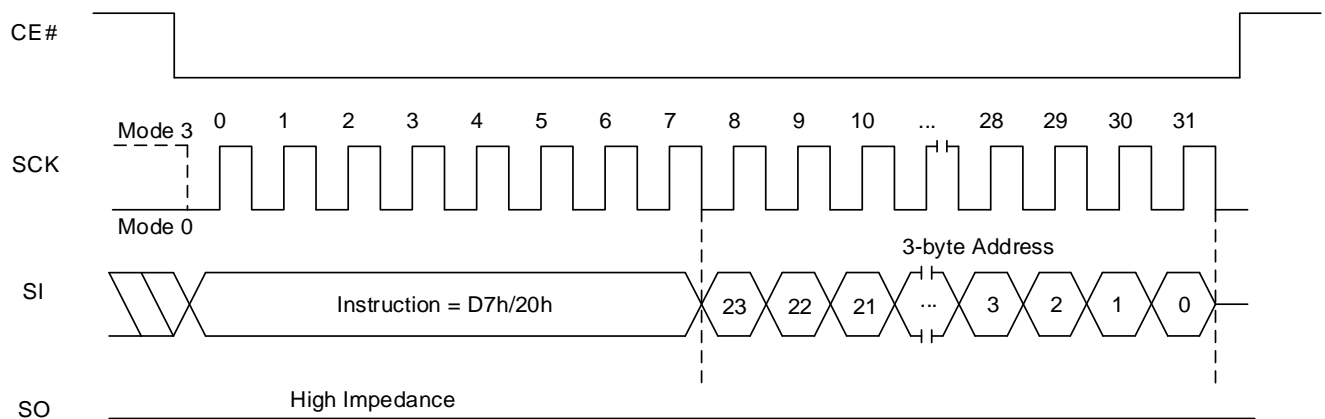 CE#
Mode 3
0 1 2 3 4 5 6 7 8 9 10 ... 28 29 30 31
SCK
Mode 0
3-byte Address
SI
Instruction = D7h/20h 23 22 21 ... 3 2 1 0
High Impedance
SO